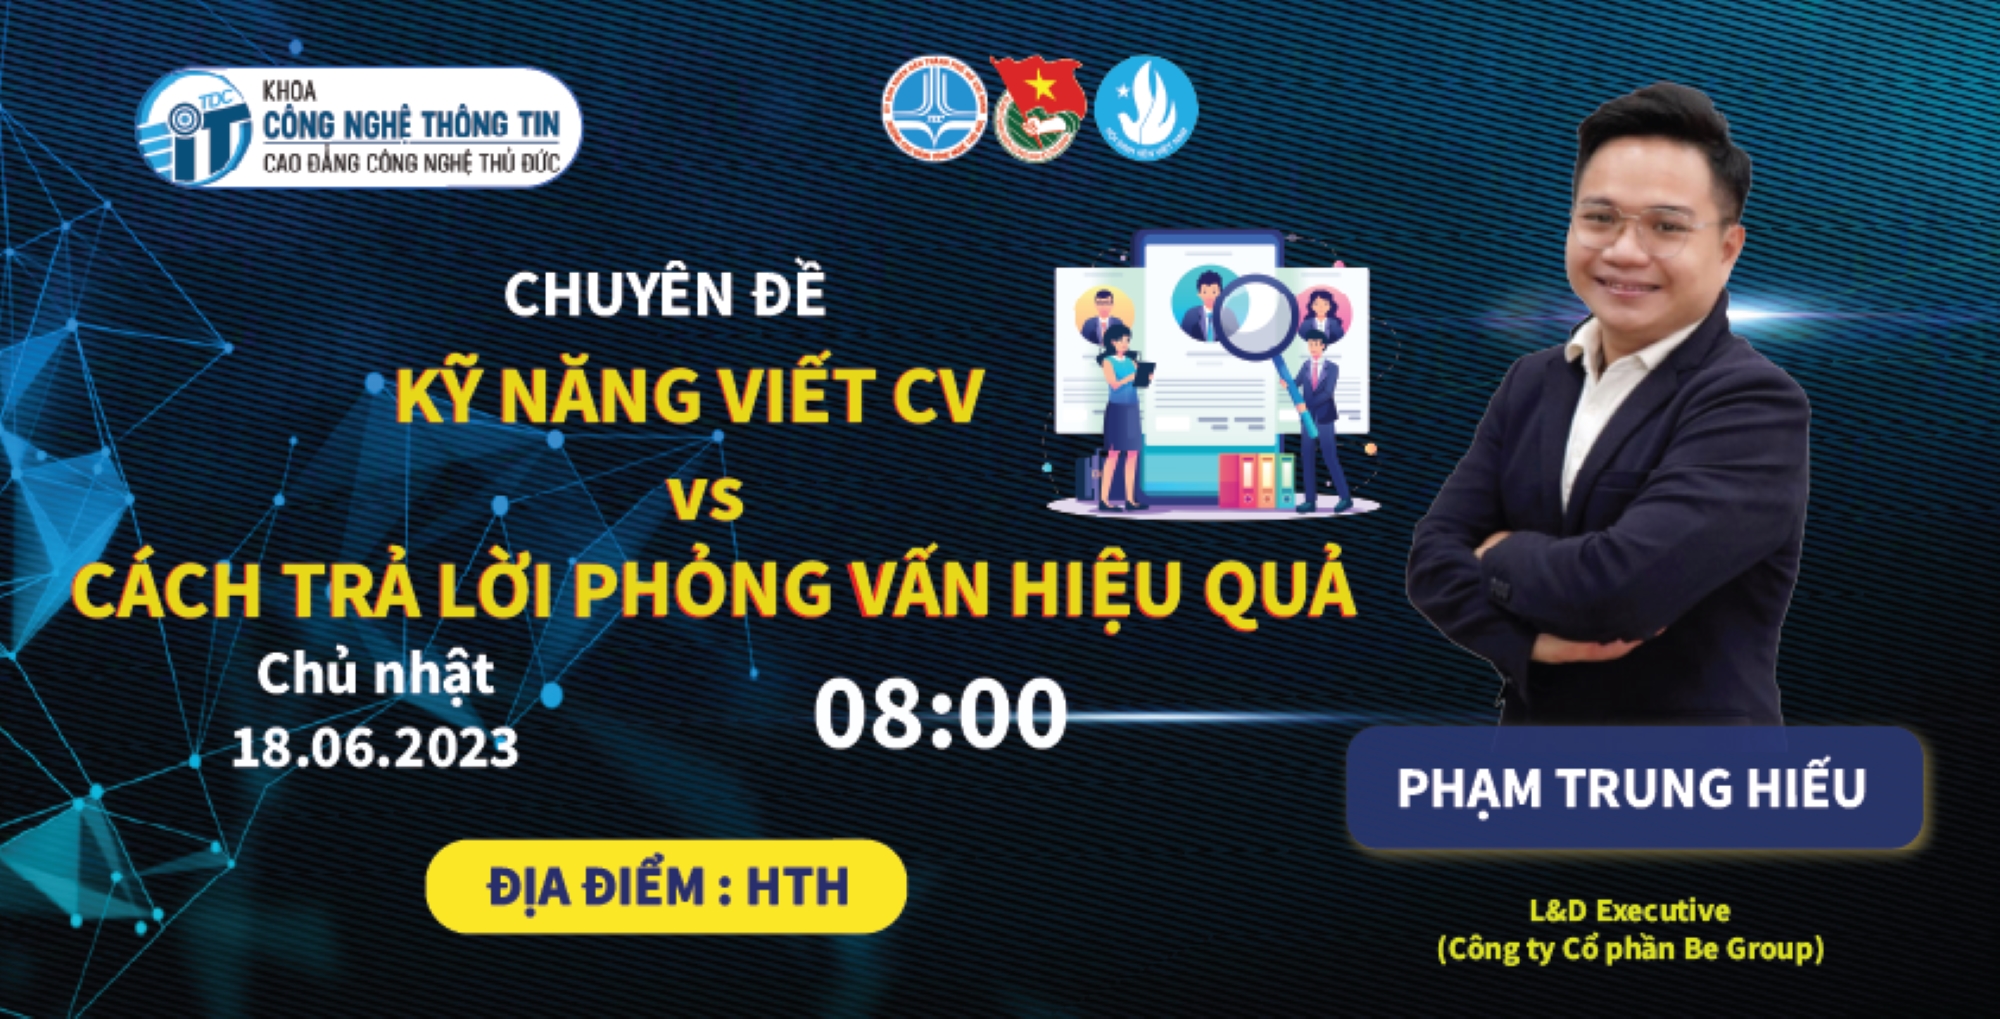 TDC
iT
KHOA
CÔNG NGHỆ THÔNG TIN
CAO ĐẲNG CÔNG NGHỆ THỦ ĐỨC
CHUYÊN ĐỀ
KỸ NĂNG VIẾT CV
VS
CÁCH TRẢ LỜI PHỎNG VẤN HIỆU QUẢ
Chủ nhật
18.06.2023
08:00
ĐỊA ĐIỂM : HTH
PHẠM TRUNG HIẾU
L&D Executive
(Công ty Cổ phần Be Group)